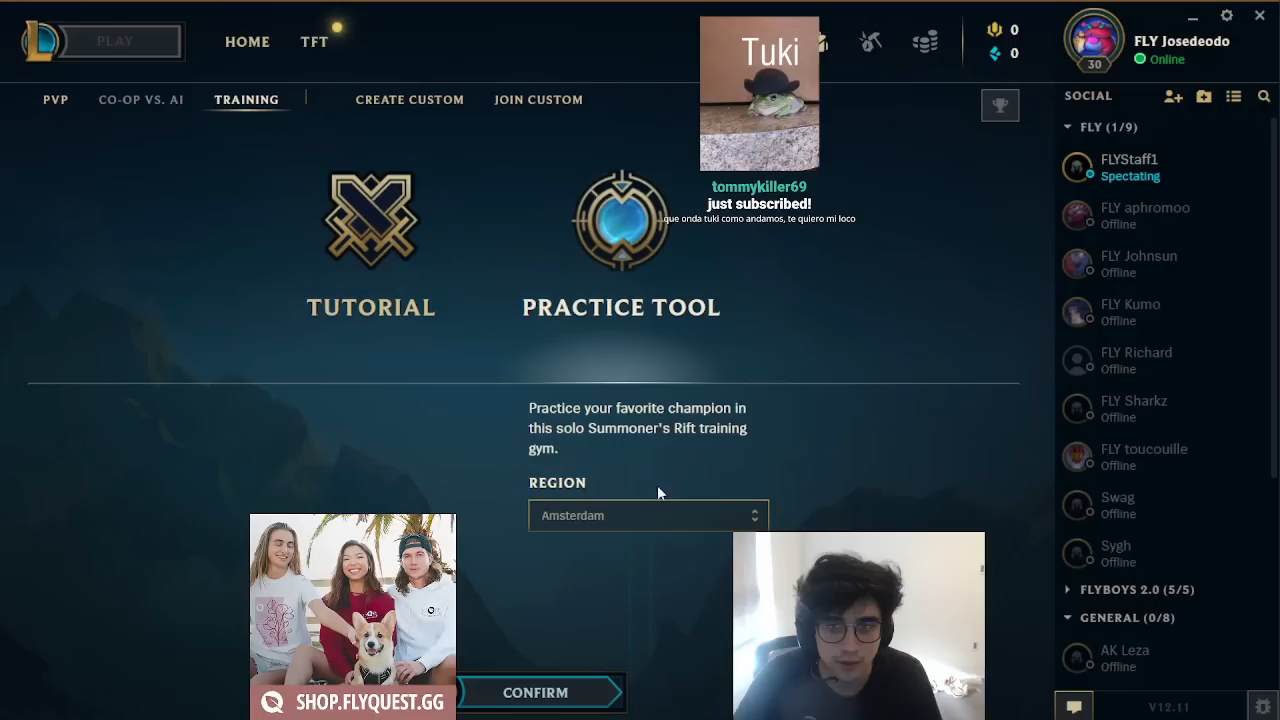 PLAY
HOME
TFT
Tuki
0
0
30
FLY Josedeodo
Online
PVP
CO-OP VS. AI
TRAINING
CREATE CUSTOM
JOIN CUSTOM
SOCIAL
FLY (1/9)
FLYStaff1
Spectating
tommykiller69
just subscribed!
que onda tuki como andamos, te quiero mi loco
FLY aphromoo
Offline
FLY Johnsun
Offline
FLY Kumo
Offline
TUTORIAL
PRACTICE TOOL
FLY Richard
Offline
FLY Sharkz
Offline
Practice your favorite champion in
this solo Summoner's Rift training
gym.
FLY toucouille
Offline
REGION
Amsterdam
Swag
Offline
Sygh
Offline
FLYBOYS 2.0 (5/5)
GENERAL (0/8)
AK Leza
Offline
CONFIRM
SHOP.FLYQUEST.GG
V12.11